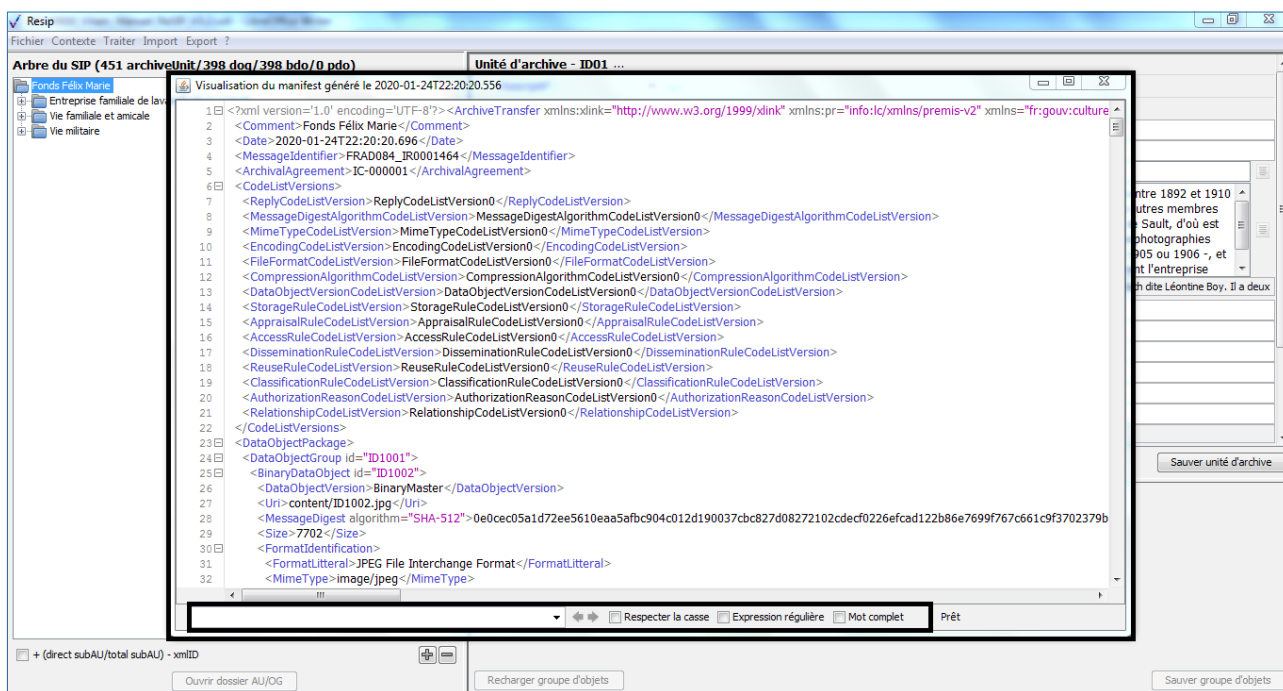 Resip
Fichier Contexte Traiter Import Export ?
Arbre du SIP (451 archiveUnit/398 dog/398 bdo/0 pdo)
Unité d'archive - ID01 ...
Fonds Félix Marie
Entreprise familiale de lava
Vie familiale et amicale
Vie militaire
Visualisation du manifest généré le 2020-01-24T22:20:20.556
1 <?xml version='1.0' encoding='UTF-8'?><ArchiveTransfer xmlns:xlink="http://www.w3.org/1999/xlink" xmlns:pr="info:lc/xmlns/premis-v2" xmlns="fr:gouv:culture
2 <Comment>Fonds Félix Marie</Comment>
3 <Date>2020-01-24T22:20:20.696</Date>
4 <MessageIdentifier>FRAD084_IR0001464</MessageIdentifier>
5 <ArchivalAgreement>IC-000001</ArchivalAgreement>
6 <CodeListVersions>
7 <ReplyCodeListVersion>ReplyCodeListVersion0</ReplyCodeListVersion>
8 <MessageDigestAlgorithmCodeListVersion>MessageDigestAlgorithmCodeListVersion0</MessageDigestAlgorithmCodeListVersion>
9 <MimeTypeCodeListVersion>MimeTypeCodeListVersion0</MimeTypeCodeListVersion>
10 <EncodingCodeListVersion>EncodingCodeListVersion0</EncodingCodeListVersion>
11 <FileFormatCodeListVersion>FileFormatCodeListVersion0</FileFormatCodeListVersion>
12 <CompressionAlgorithmCodeListVersion>CompressionAlgorithmCodeListVersion0</CompressionAlgorithmCodeListVersion>
13 <DataObjectVersionCodeListVersion>DataObjectVersionCodeListVersion0</DataObjectVersionCodeListVersion>
14 <StorageRuleCodeListVersion>StorageRuleCodeListVersion0</StorageRuleCodeListVersion>
15 <AppraisalRuleCodeListVersion>AppraisalRuleCodeListVersion0</AppraisalRuleCodeListVersion>
16 <AccessRuleCodeListVersion>AccessRuleCodeListVersion0</AccessRuleCodeListVersion>
17 <DisseminationRuleCodeListVersion>DisseminationRuleCodeListVersion0</DisseminationRuleCodeListVersion>
18 <ReuseRuleCodeListVersion>ReuseRuleCodeListVersion0</ReuseRuleCodeListVersion>
19 <ClassificationRuleCodeListVersion>ClassificationRuleCodeListVersion0</ClassificationRuleCodeListVersion>
20 <AuthorizationReasonCodeListVersion>AuthorizationReasonCodeListVersion0</AuthorizationReasonCodeListVersion>
21 <RelationshipCodeListVersion>RelationshipCodeListVersion0</RelationshipCodeListVersion>
22 </CodeListVersions>
23 <DataObjectPackage>
24 <DataObjectGroup id="ID1001">
25 <BinaryDataObject id="ID1002">
26 <DataObjectVersion>BinaryMaster</DataObjectVersion>
27 <Uri>content/ID1002.jpg</Uri>
28 <MessageDigest algorithm="SHA-512">0e0cec05a1d72ee5610eaa5afbc904c012d190037cbc827d08272102cdecf0226efcad122b86e7699f767c661c9f3702379b
29 <Size>7702</Size>
30 <FormatIdentification>
31 <FormatLitteral>JPEG File Interchange Format</FormatLitteral>
32 <MimeType>image/jpeg</MimeType>
Respecter la casse Expression régulière Mot complet Prêt
ntre 1892 et 1910
utres membres
Sault, d'où est
photographies
905 ou 1906 -, et
nt l'entreprise
ch dite Léontine Boy. Il a deux
Sauver unité d'archive
+ (direct subAU/total subAU) - xmlID
Ouvrir dossier AU/OG
Recharger groupe d'objets
Sauver groupe d'objets